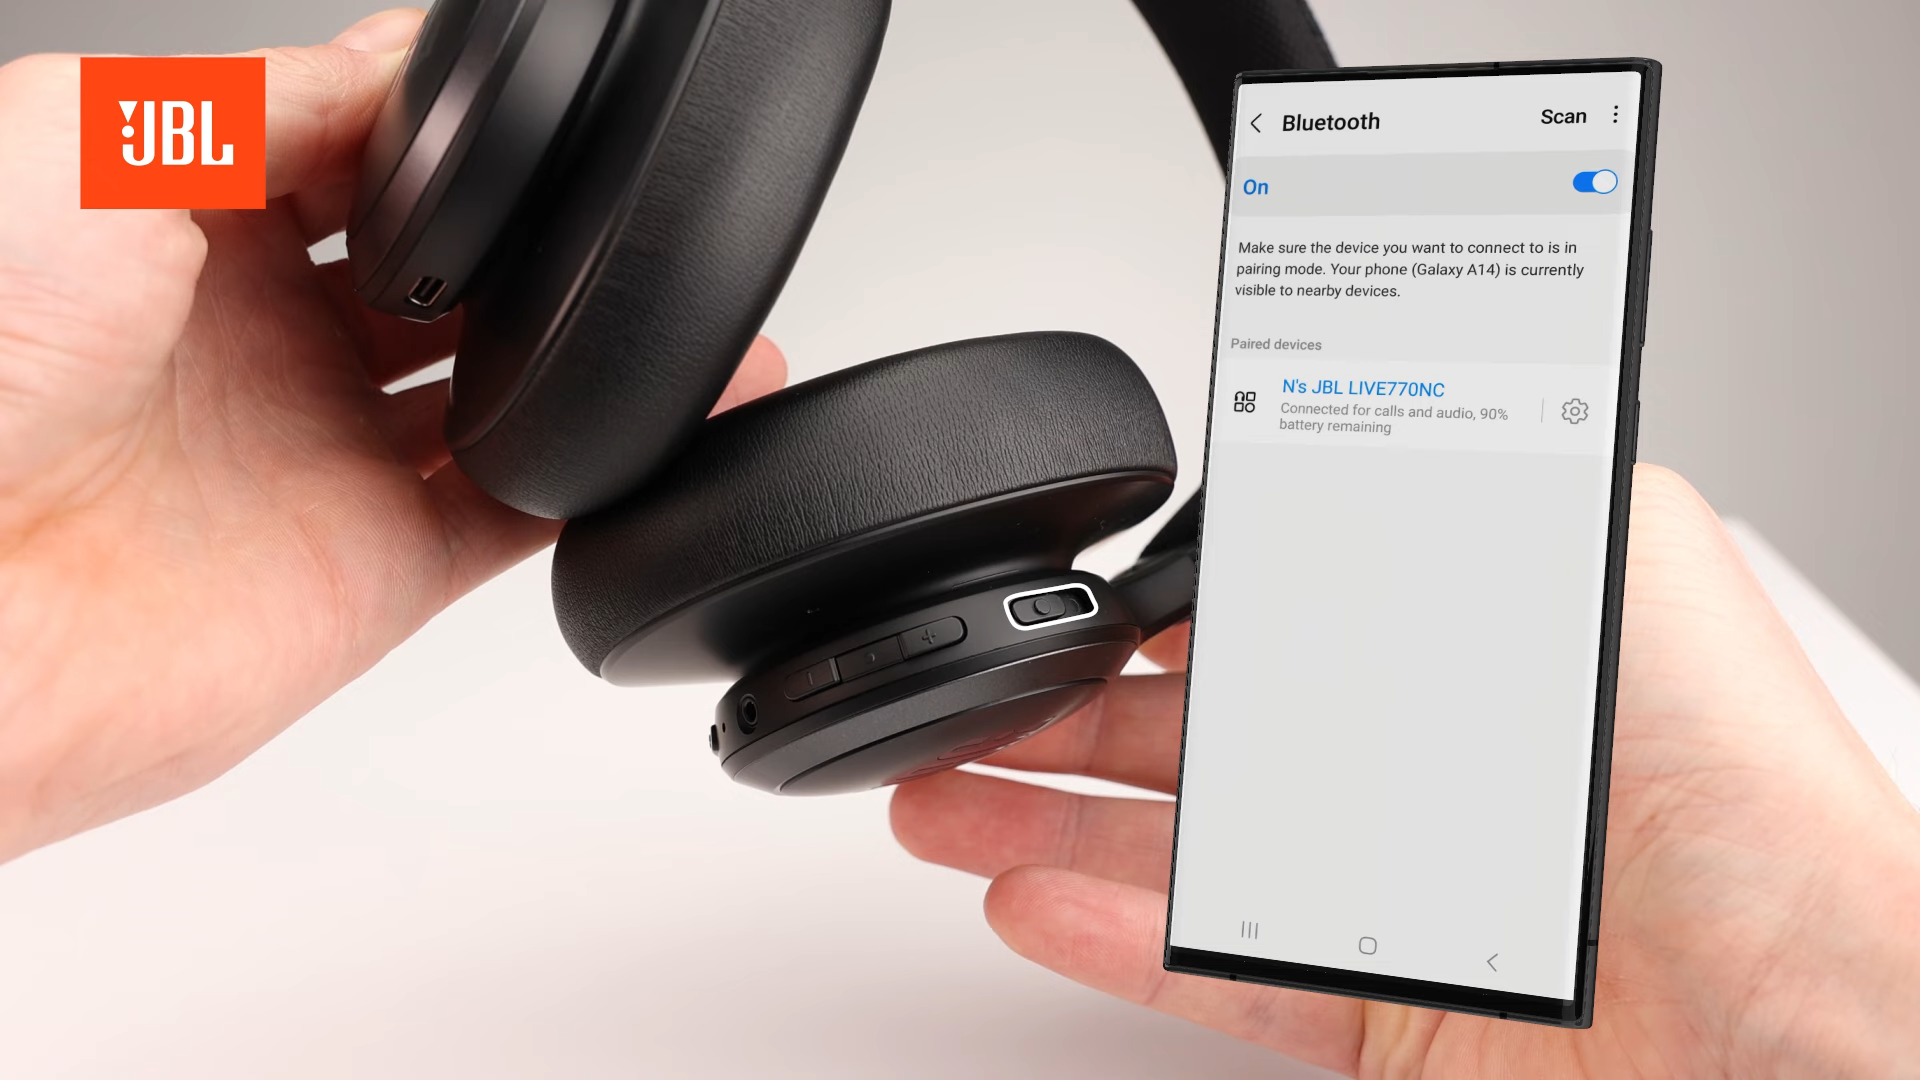 JBL
Bluetooth
Scan
On
Make sure the device you want to connect to is in
pairing mode. Your phone (Galaxy A14) is currently
visible to nearby devices.
Paired devices
N's JBL LIVE770NC
Connected for calls and audio, 90%
battery remaining
+